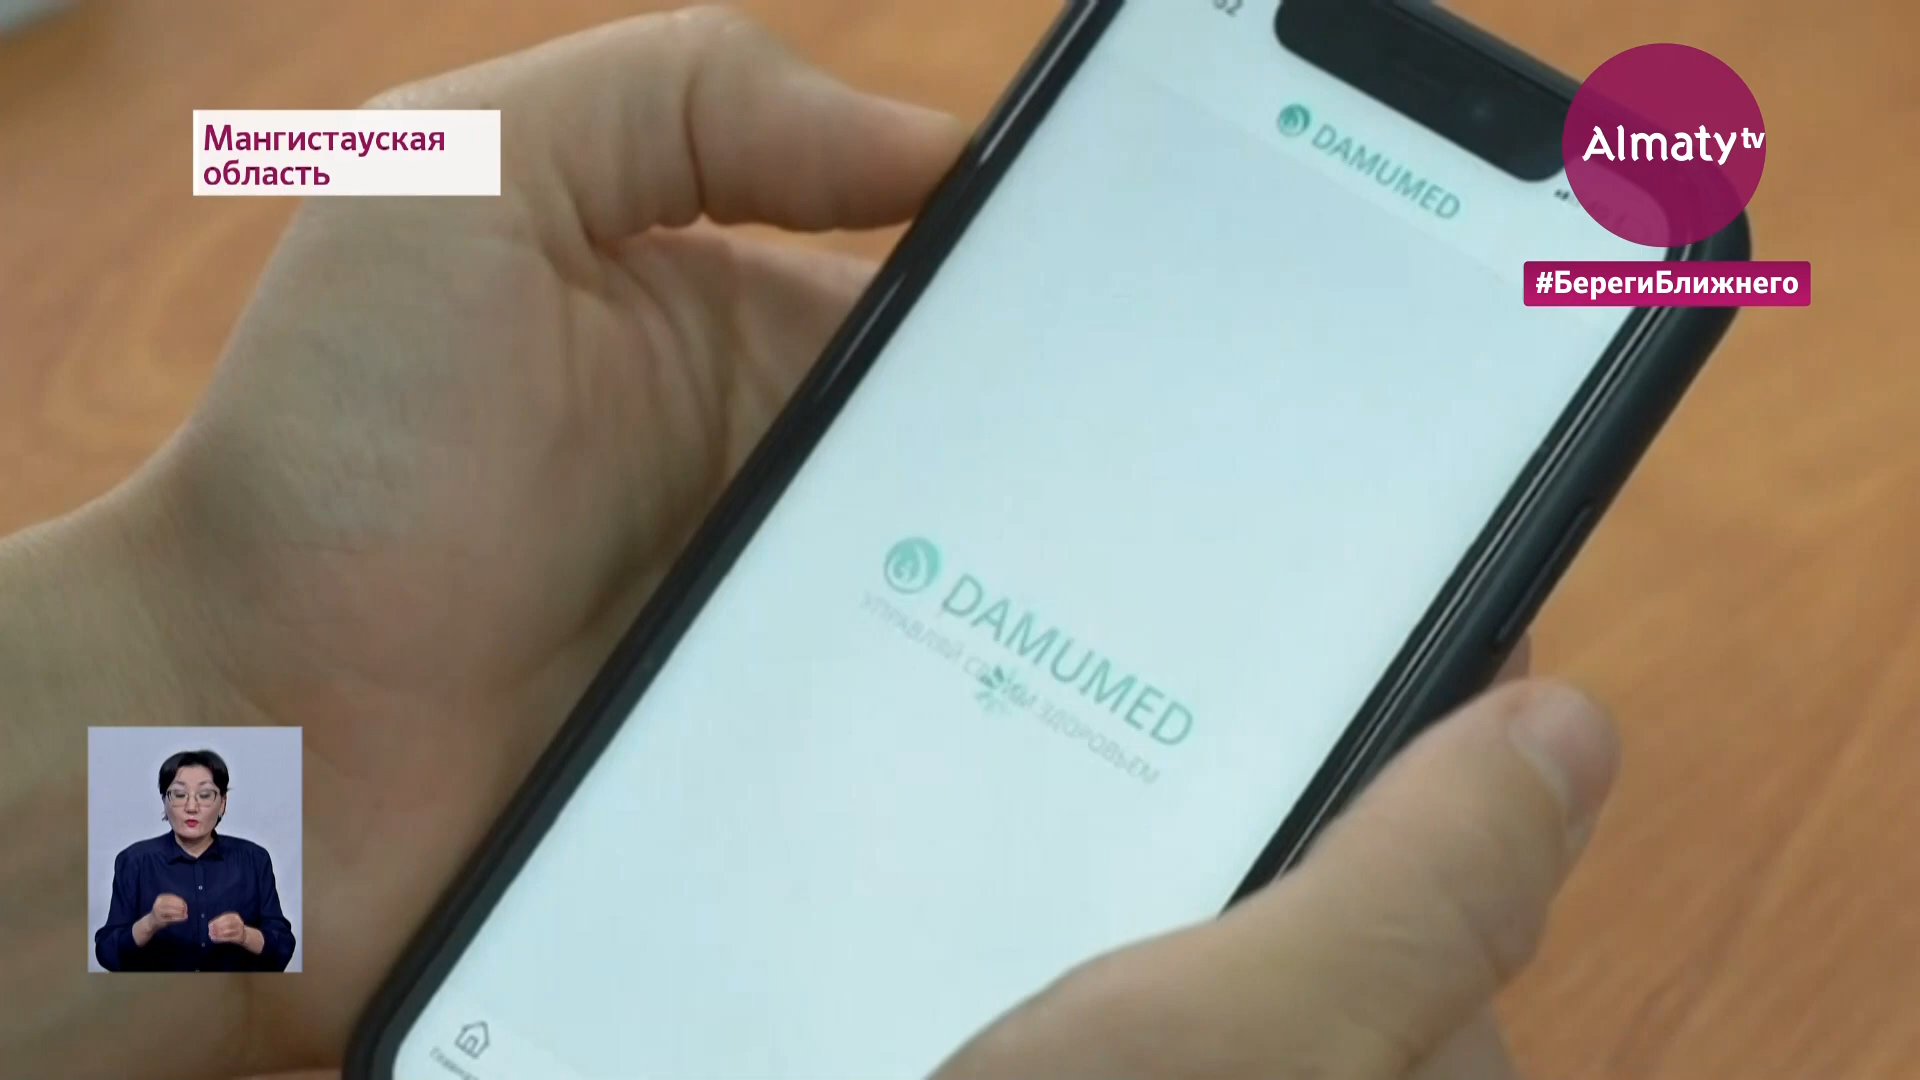 Мангистауская
область
Almaty tv
#БерегиБлижнего
DAMUMED
DAMUMED
УПРАВЛЯЙ СВОИМ ЗДОРОВЬЕМ